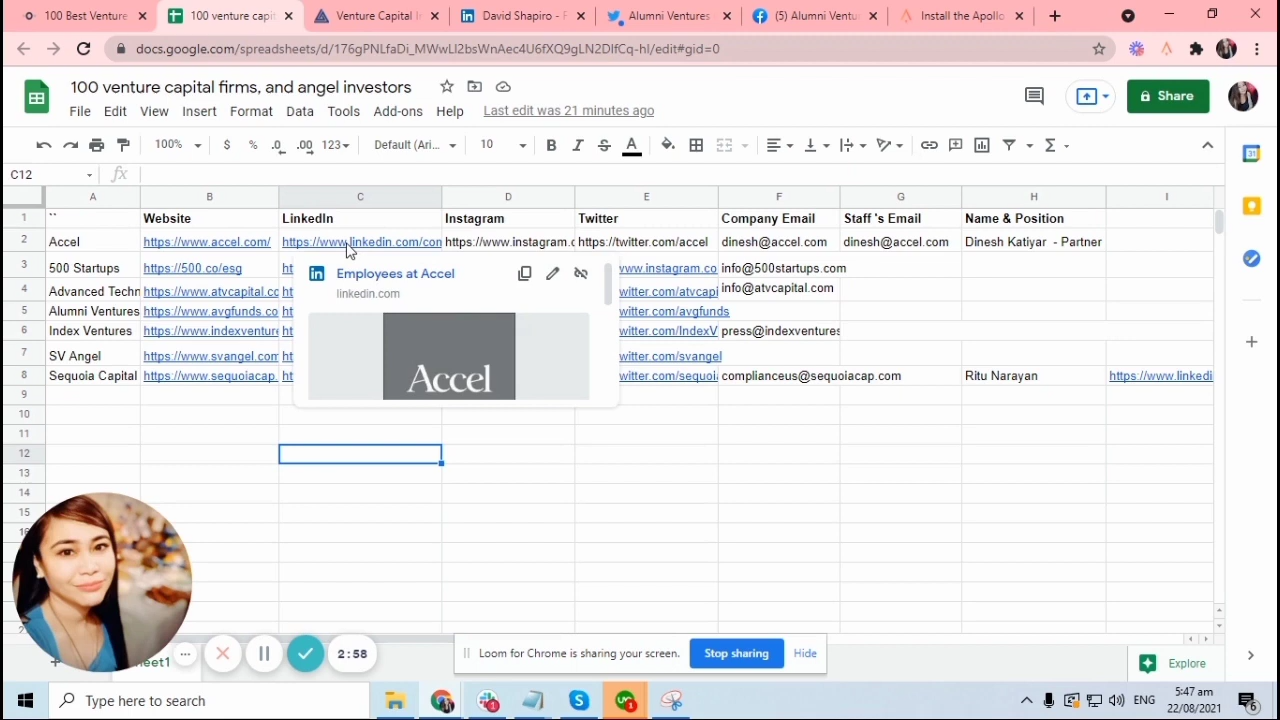 100 Best Venture
100 venture capi
Venture Capital I
David Shapiro - F
Alumni Ventures
(5) Alumni Ventu
Install the Apollo
docs.google.com/spreadsheets/d/176gPNLfaDi_MWwLl2bsWnAec4U6fXQ9gLN2DlfCq-hI/edit#gid=0
100 venture capital firms, and angel investors
File Edit View Insert Format Data Tools Add-ons Help Last edit was 21 minutes ago
Share
100% $ % .0 .00 123 Default (Ari... 10 B I S A
C12 fx
A B C D E F G H I
1 `` Website LinkedIn Instagram Twitter Company Email Staff 's Email Name & Position
2 Accel https://www.accel.com/ https://www.linkedin.com/con https://www.instagram.c https://twitter.com/accel dinesh@accel.com dinesh@accel.com Dinesh Katiyar - Partner
3 500 Startups https://500.co/esg ht www.instagram.co info@500startups.com
4 Advanced Techn https://www.atvcapital.co ht witter.com/atvcapi info@atvcapital.com
5 Alumni Ventures https://www.avgfunds.co ht witter.com/avgfunds
6 Index Ventures https://www.indexventure ht witter.com/IndexV press@indexventures
7 SV Angel https://www.svangel.com ht witter.com/svangel
8 Sequoia Capital https://www.sequoiacap. ht witter.com/sequoi complianceus@sequoiacap.com Ritu Narayan https://www.linkedi
Employees at Accel
linkedin.com
Accel
9
10
11
12
13
14
15
2:58
Loom for Chrome is sharing your screen. Stop sharing Hide
Explore
Type here to search
ENG
5:47 am
22/08/2021
6